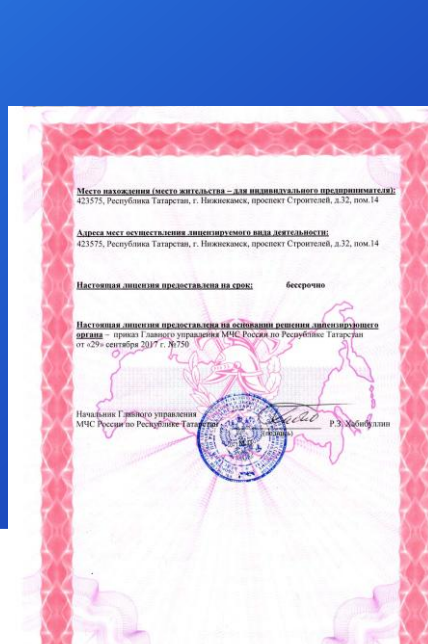 Место нахождения (место жительства – для индивидуального предпринимателя):
423575, Республика Татарстан, г. Нижнекамск, проспект Строителей, д.32, пом.14
Адреса мест осуществления лицензируемого вида деятельности:
423575, Республика Татарстан, г. Нижнекамск, проспект Строителей, д.32, пом.14
Настоящая лицензия предоставлена на срок: бессрочно
Настоящая лицензия предоставлена на основании решения лицензирующего
органа – приказ Главного управления МЧС России по Республике Татарстан
от «29» сентября 2017 г. №750
Начальник Главного управления
МЧС России по Республике Татарстан Р.З. Хабибуллин